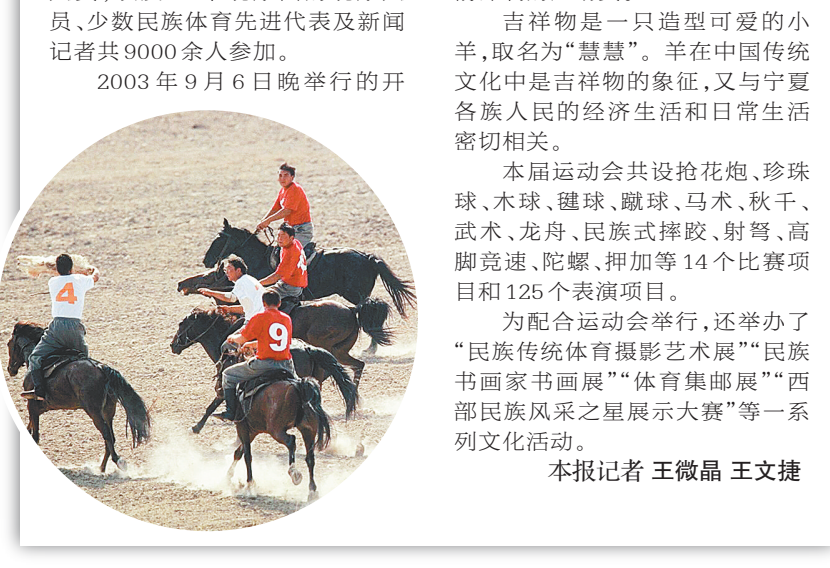 员、少数民族体育先进代表及新闻
记者共9000余人参加。
2003年9月6日晚举行的开
4
9
吉祥物是一只造型可爱的小
羊,取名为“慧慧”。羊在中国传统
文化中是吉祥物的象征,又与宁夏
各族人民的经济生活和日常生活
密切相关。
本届运动会共设抢花炮、珍珠
球、木球、毽球、蹴球、马术、秋千、
武术、龙舟、民族式摔跤、射弩、高
脚竞速、陀螺、押加等14个比赛项
目和125个表演项目。
为配合运动会举行,还举办了
“民族传统体育摄影艺术展”“民族
书画家书画展”“体育集邮展”“西
部民族风采之星展示大赛”等一系
列文化活动。
本报记者 王微晶 王文捷